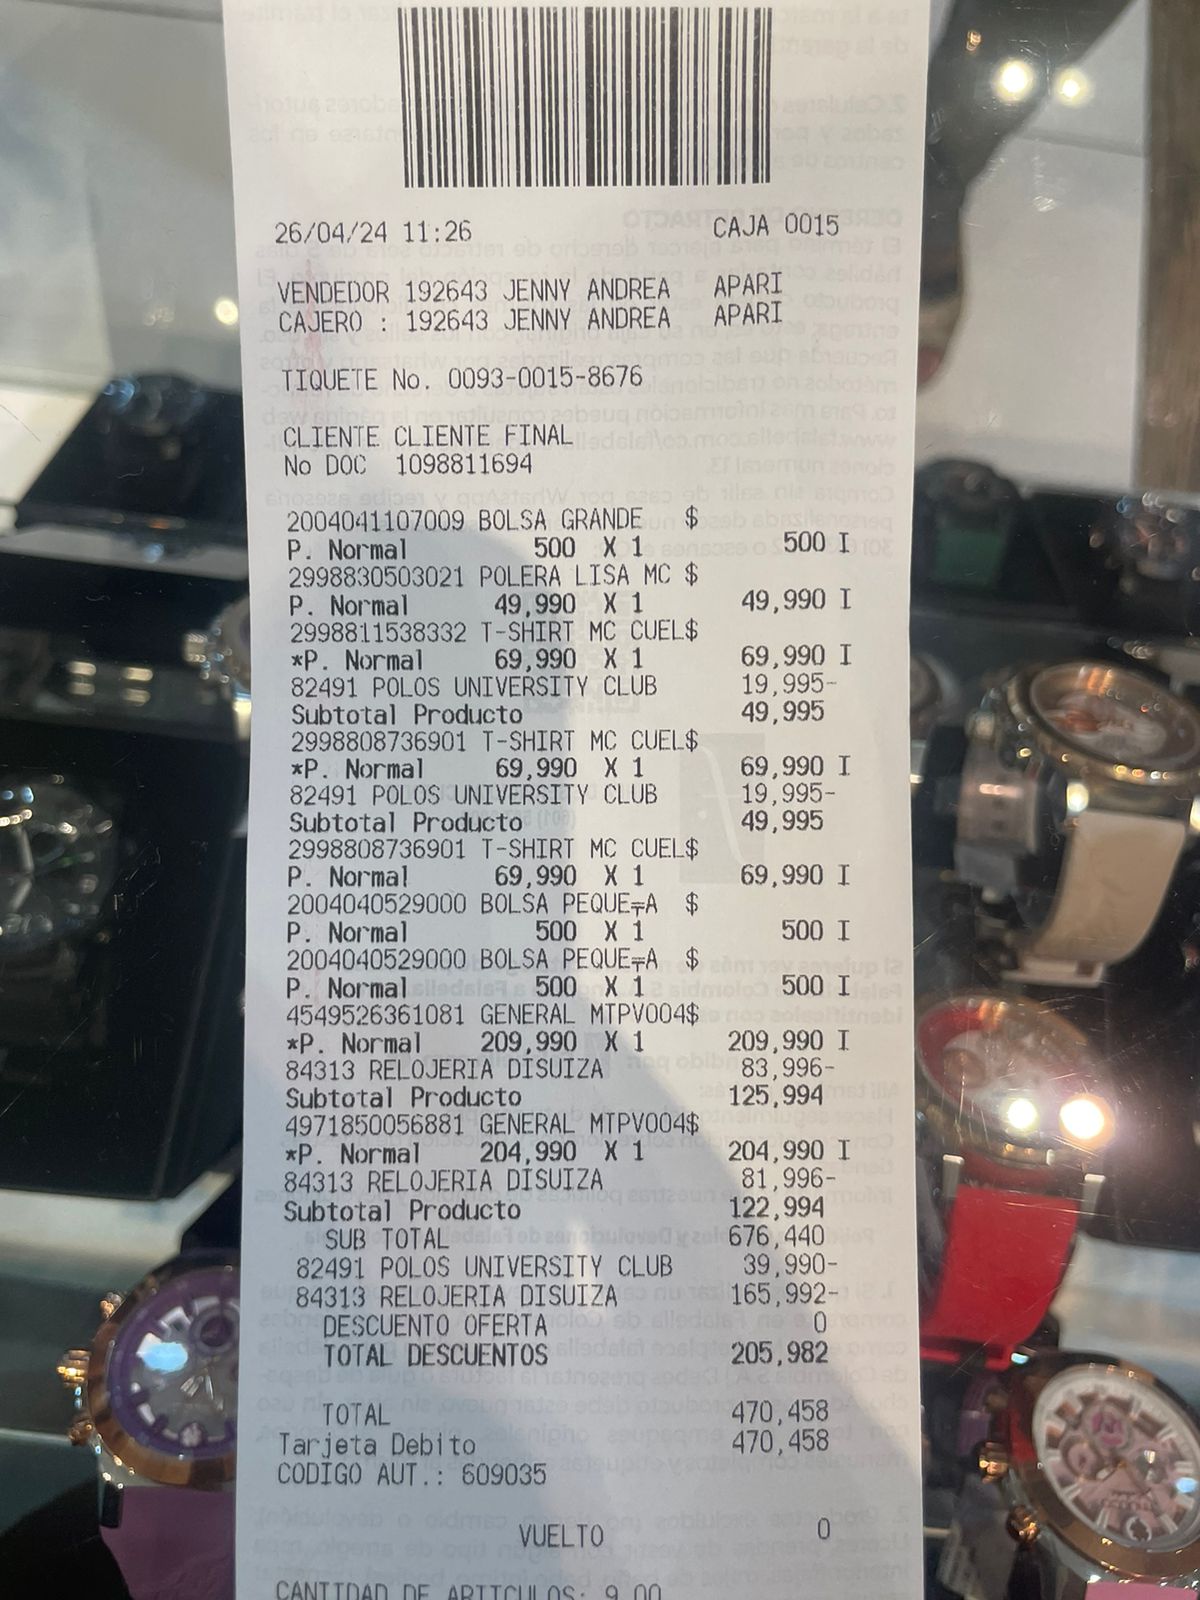 26/04/24 11:26 CAJA 0015
VENDEDOR 192643 JENNY ANDREA APARI
CAJERO : 192643 JENNY ANDREA APARI
TIQUETE No. 0093-0015-8676
CLIENTE CLIENTE FINAL
No DOC 1098811694
2004041107009 BOLSA GRANDE $
P. Normal 500 X 1 500 I
2998830503021 POLERA LISA MC $
P. Normal 49,990 X 1 49,990 I
2998811538332 T-SHIRT MC CUEL$
*P. Normal 69,990 X 1 69,990 I
82491 POLOS UNIVERSITY CLUB 19,995-
Subtotal Producto 49,995
2998808736901 T-SHIRT MC CUEL$
*P. Normal 69,990 X 1 69,990 I
82491 POLOS UNIVERSITY CLUB 19,995-
Subtotal Producto 49,995
2998808736901 T-SHIRT MC CUEL$
P. Normal 69,990 X 1 69,990 I
2004040529000 BOLSA PEQUE╤A $
P. Normal 500 X 1 500 I
2004040529000 BOLSA PEQUE╤A $
P. Normal 500 X 1 500 I
4549526361081 GENERAL MTPV004$
*P. Normal 209,990 X 1 209,990 I
84313 RELOJERIA DISUIZA 83,996-
Subtotal Producto 125,994
4971850056881 GENERAL MTPV004$
*P. Normal 204,990 X 1 204,990 I
84313 RELOJERIA DISUIZA 81,996-
Subtotal Producto 122,994
SUB TOTAL 676,440
82491 POLOS UNIVERSITY CLUB 39,990-
84313 RELOJERIA DISUIZA 165,992-
DESCUENTO OFERTA 0
TOTAL DESCUENTOS 205,982
TOTAL 470,458
Tarjeta Debito 470,458
CODIGO AUT.: 609035
VUELTO 0
CANTIDAD DE ARTICULOS: 9.00